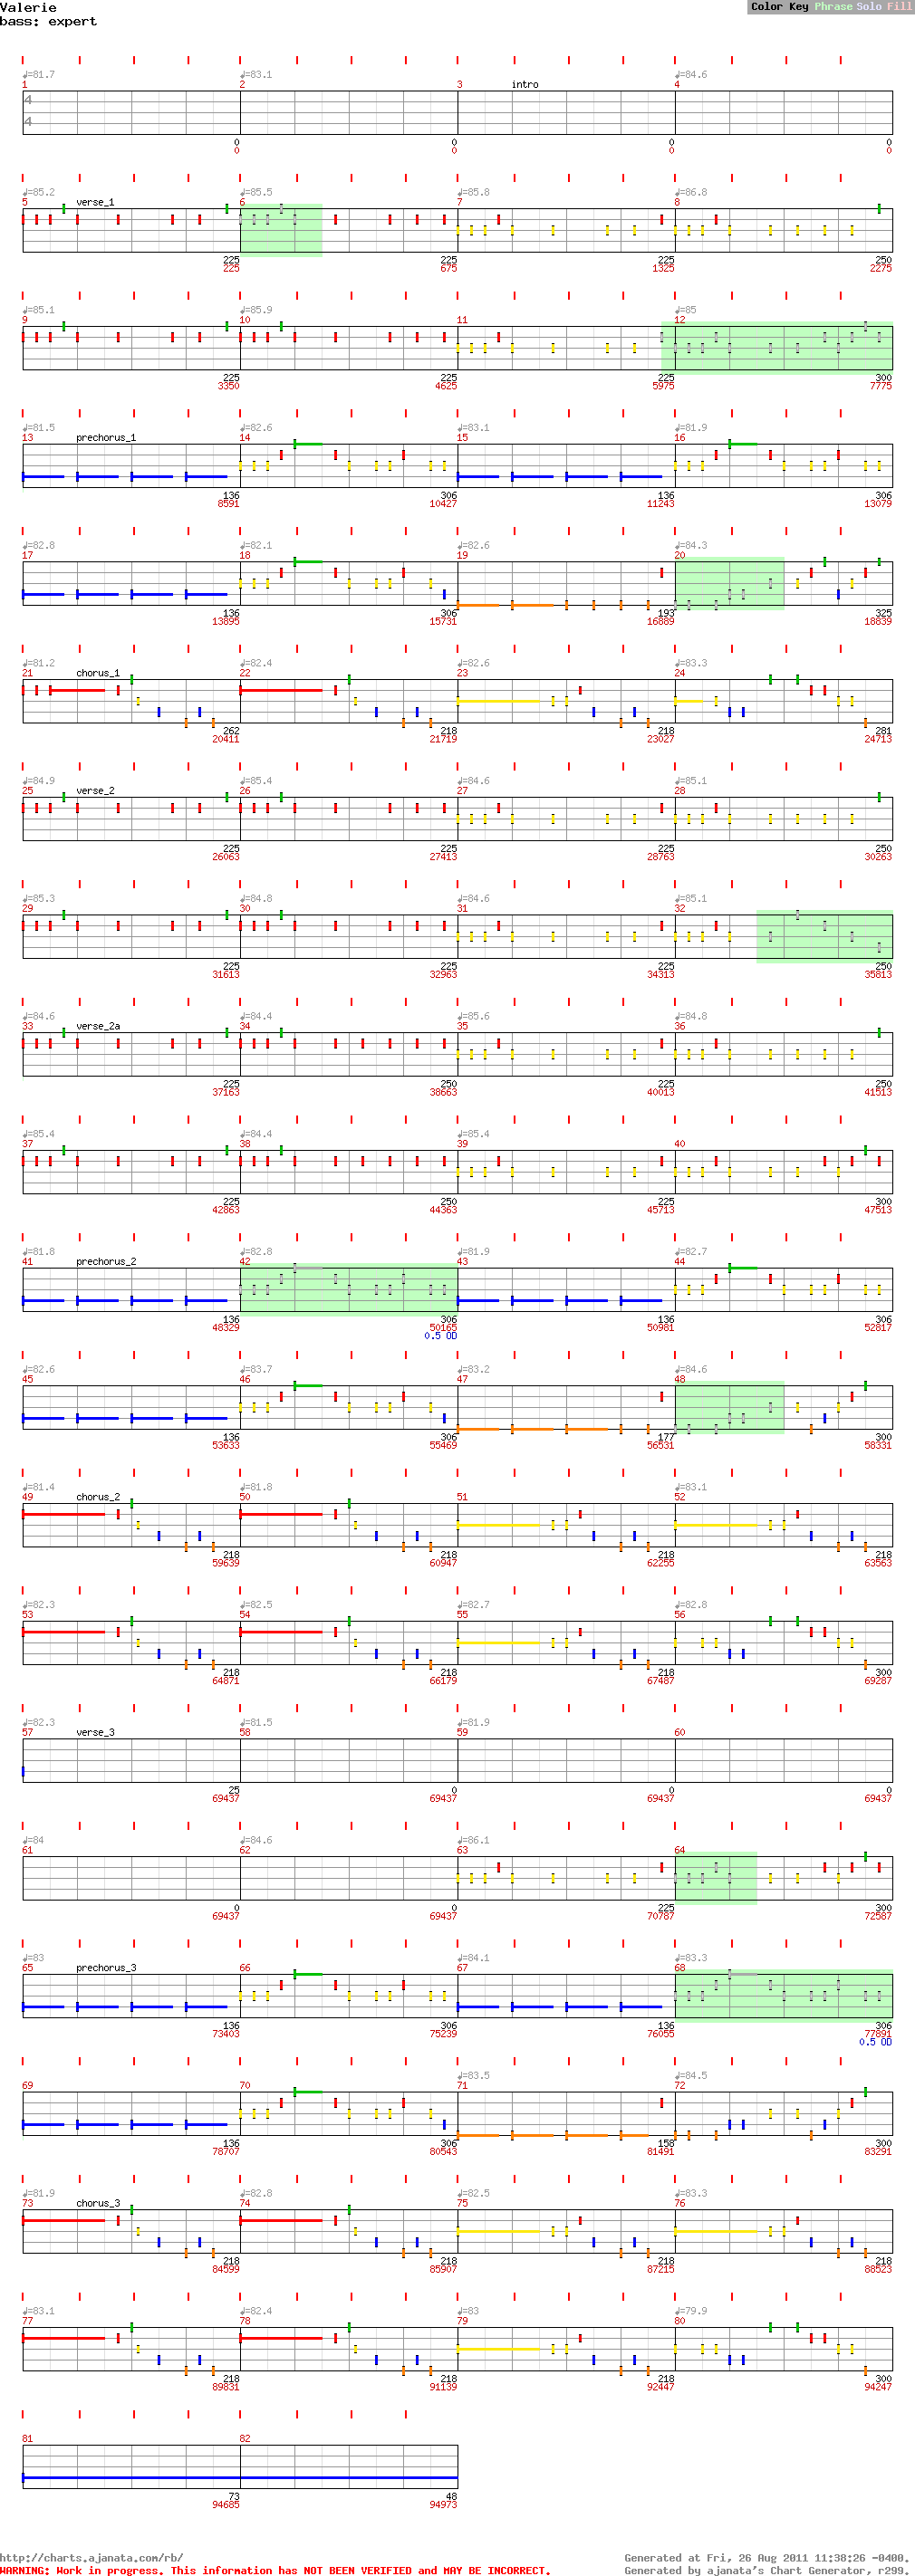 Valerie
bass: expert
Color Key Phrase Solo Fill
♩=81.7 ♩=83.1 ♩=84.6
1 2 3 intro 4
4
4
0 0 0 0
0 0 0 0
♩=85.2 ♩=85.5 ♩=85.8 ♩=86.8
5 verse_1 6 7 8
225 225 225 250
225 675 1325 2275
♩=85.1 ♩=85.9 ♩=85
9 10 11 12
225 225 225 300
3350 4625 5975 7775
♩=81.5 ♩=82.6 ♩=83.1 ♩=81.9
13 prechorus_1 14 15 16
136 306 136 306
8591 10427 11243 13079
♩=82.8 ♩=82.1 ♩=82.6 ♩=84.3
17 18 19 20
136 306 193 325
13895 15731 16889 18839
♩=81.2 ♩=82.4 ♩=82.6 ♩=83.3
21 chorus_1 22 23 24
262 218 218 281
20411 21719 23027 24713
♩=84.9 ♩=85.4 ♩=84.6 ♩=85.1
25 verse_2 26 27 28
225 225 225 250
26063 27413 28763 30263
♩=85.3 ♩=84.8 ♩=84.6 ♩=85.1
29 30 31 32
225 225 225 250
31613 32963 34313 35813
♩=84.6 ♩=84.4 ♩=85.6 ♩=84.8
33 verse_2a 34 35 36
225 250 225 250
37163 38663 40013 41513
♩=85.4 ♩=84.4 ♩=85.4
37 38 39 40
225 250 225 300
42863 44363 45713 47513
♩=81.8 ♩=82.8 ♩=81.9 ♩=82.7
41 prechorus_2 42 43 44
136 306 136 306
48329 50165 50981 52817
0.5 OD
♩=82.6 ♩=83.7 ♩=83.2 ♩=84.6
45 46 47 48
136 306 177 300
53633 55469 56531 58331
♩=81.4 ♩=81.8 ♩=83.1
49 chorus_2 50 51 52
218 218 218 218
59639 60947 62255 63563
♩=82.3 ♩=82.5 ♩=82.7 ♩=82.8
53 54 55 56
218 218 218 300
64871 66179 67487 69287
♩=82.3 ♩=81.5 ♩=81.9
57 verse_3 58 59 60
25 0 0 0
69437 69437 69437 69437
♩=84 ♩=84.6 ♩=86.1
61 62 63 64
0 0 225 300
69437 69437 70787 72587
♩=83 ♩=84.1 ♩=83.3
65 prechorus_3 66 67 68
136 306 136 306
73403 75239 76055 77891
0.5 OD
♩=83.5 ♩=84.5
69 70 71 72
136 306 158 300
78707 80543 81491 83291
♩=81.9 ♩=82.8 ♩=82.5 ♩=83.3
73 chorus_3 74 75 76
218 218 218 218
84599 85907 87215 88523
♩=83.1 ♩=82.4 ♩=83 ♩=79.9
77 78 79 80
218 218 218 300
89831 91139 92447 94247
81 82
73 48
94685 94973
http://charts.ajanata.com/rb/
Generated at Fri, 26 Aug 2011 11:38:26 -0400.
WARNING: Work in progress. This information has NOT BEEN VERIFIED and MAY BE INCORRECT.
Generated by ajanata's Chart Generator, r299.